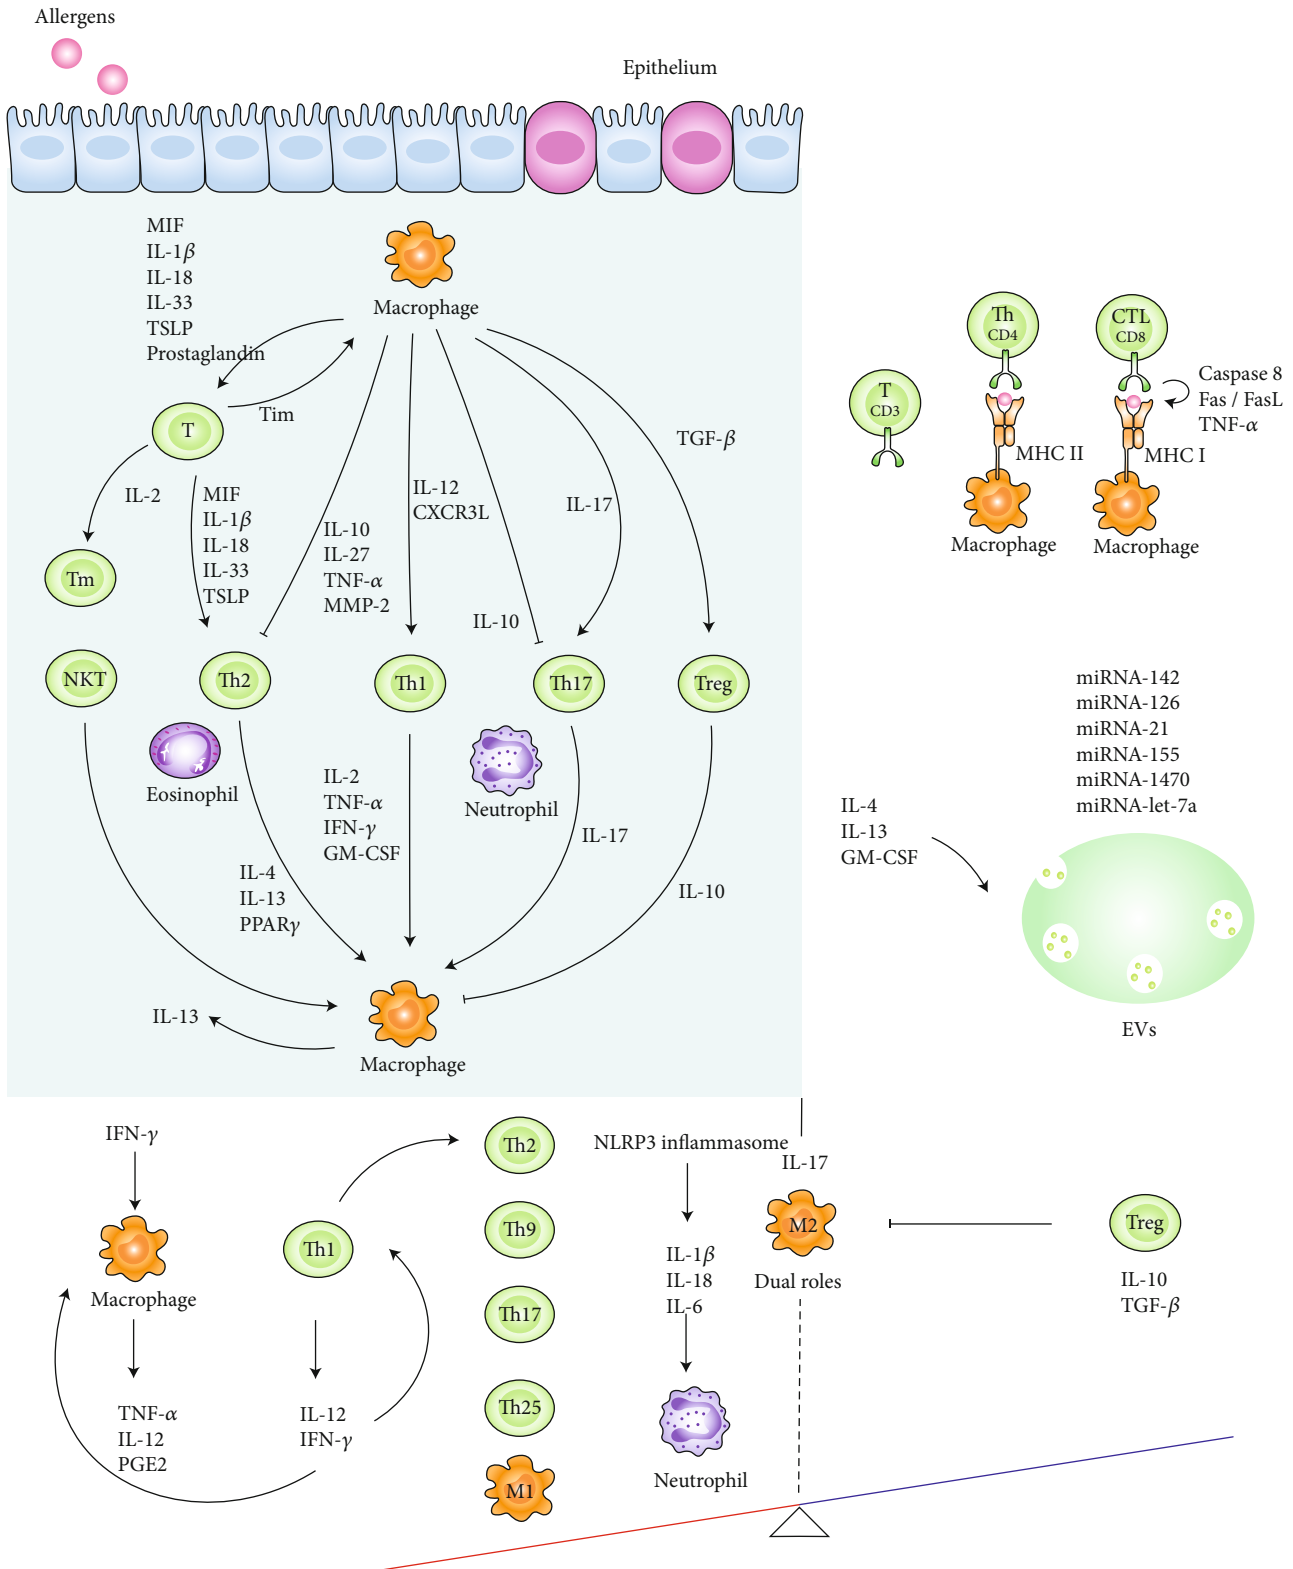 Allergens
Epithelium
MIF
IL-1β
IL-18
IL-33
TSLP
Prostaglandin
Macrophage
Tim
T
IL-2
MIF
IL-1β
IL-18
IL-33
TSLP
IL-10
IL-27
TNF-α
MMP-2
IL-12
CXCR3L
IL-10
IL-17
TGF-β
Tm
NKT
Th2
Th1
Th17
Treg
Eosinophil
Neutrophil
IL-4
IL-13
PPARγ
IL-2
TNF-α
IFN-γ
GM-CSF
IL-17
IL-10
IL-13
Macrophage
T
CD3
Th
CD4
MHC II
Macrophage
CTL
CD8
Caspase 8
Fas / FasL
TNF-α
MHC I
Macrophage
miRNA-142
miRNA-126
miRNA-21
miRNA-155
miRNA-1470
miRNA-let-7a
IL-4
IL-13
GM-CSF
EVs
IFN-γ
Macrophage
TNF-α
IL-12
PGE2
Th1
IL-12
IFN-γ
Th2
Th9
Th17
Th25
M1
NLRP3 inflammasome
IL-1β
IL-18
IL-6
Neutrophil
IL-17
M2
Dual roles
Treg
IL-10
TGF-β